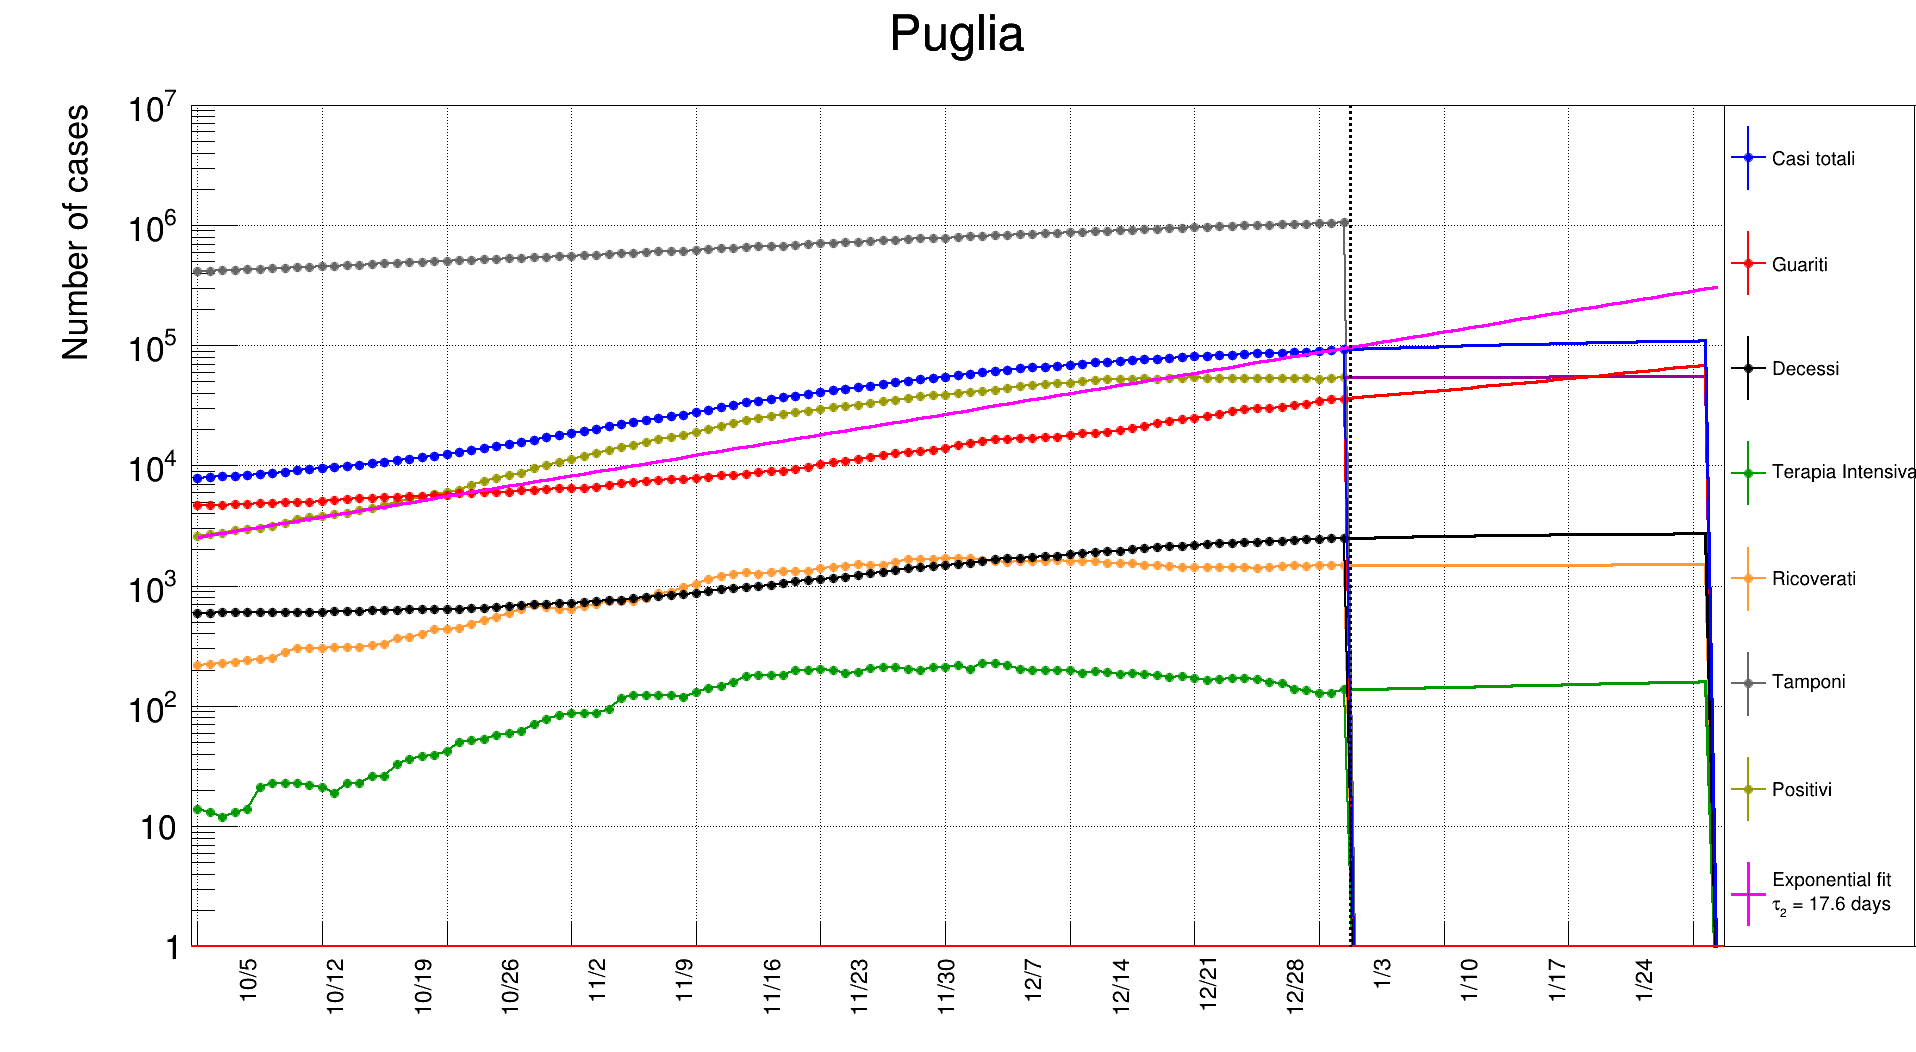 Puglia
Number of cases
10^7
10^6
10^5
10^4
10^3
10^2
10
1
10/5
10/12
10/19
10/26
11/2
11/9
11/16
11/23
11/30
12/7
12/14
12/21
12/28
1/3
1/10
1/17
1/24
Casi totali
Guariti
Decessi
Terapia Intensiva
Ricoverati
Tamponi
Positivi
Exponential fit
τ_2 = 17.6 days